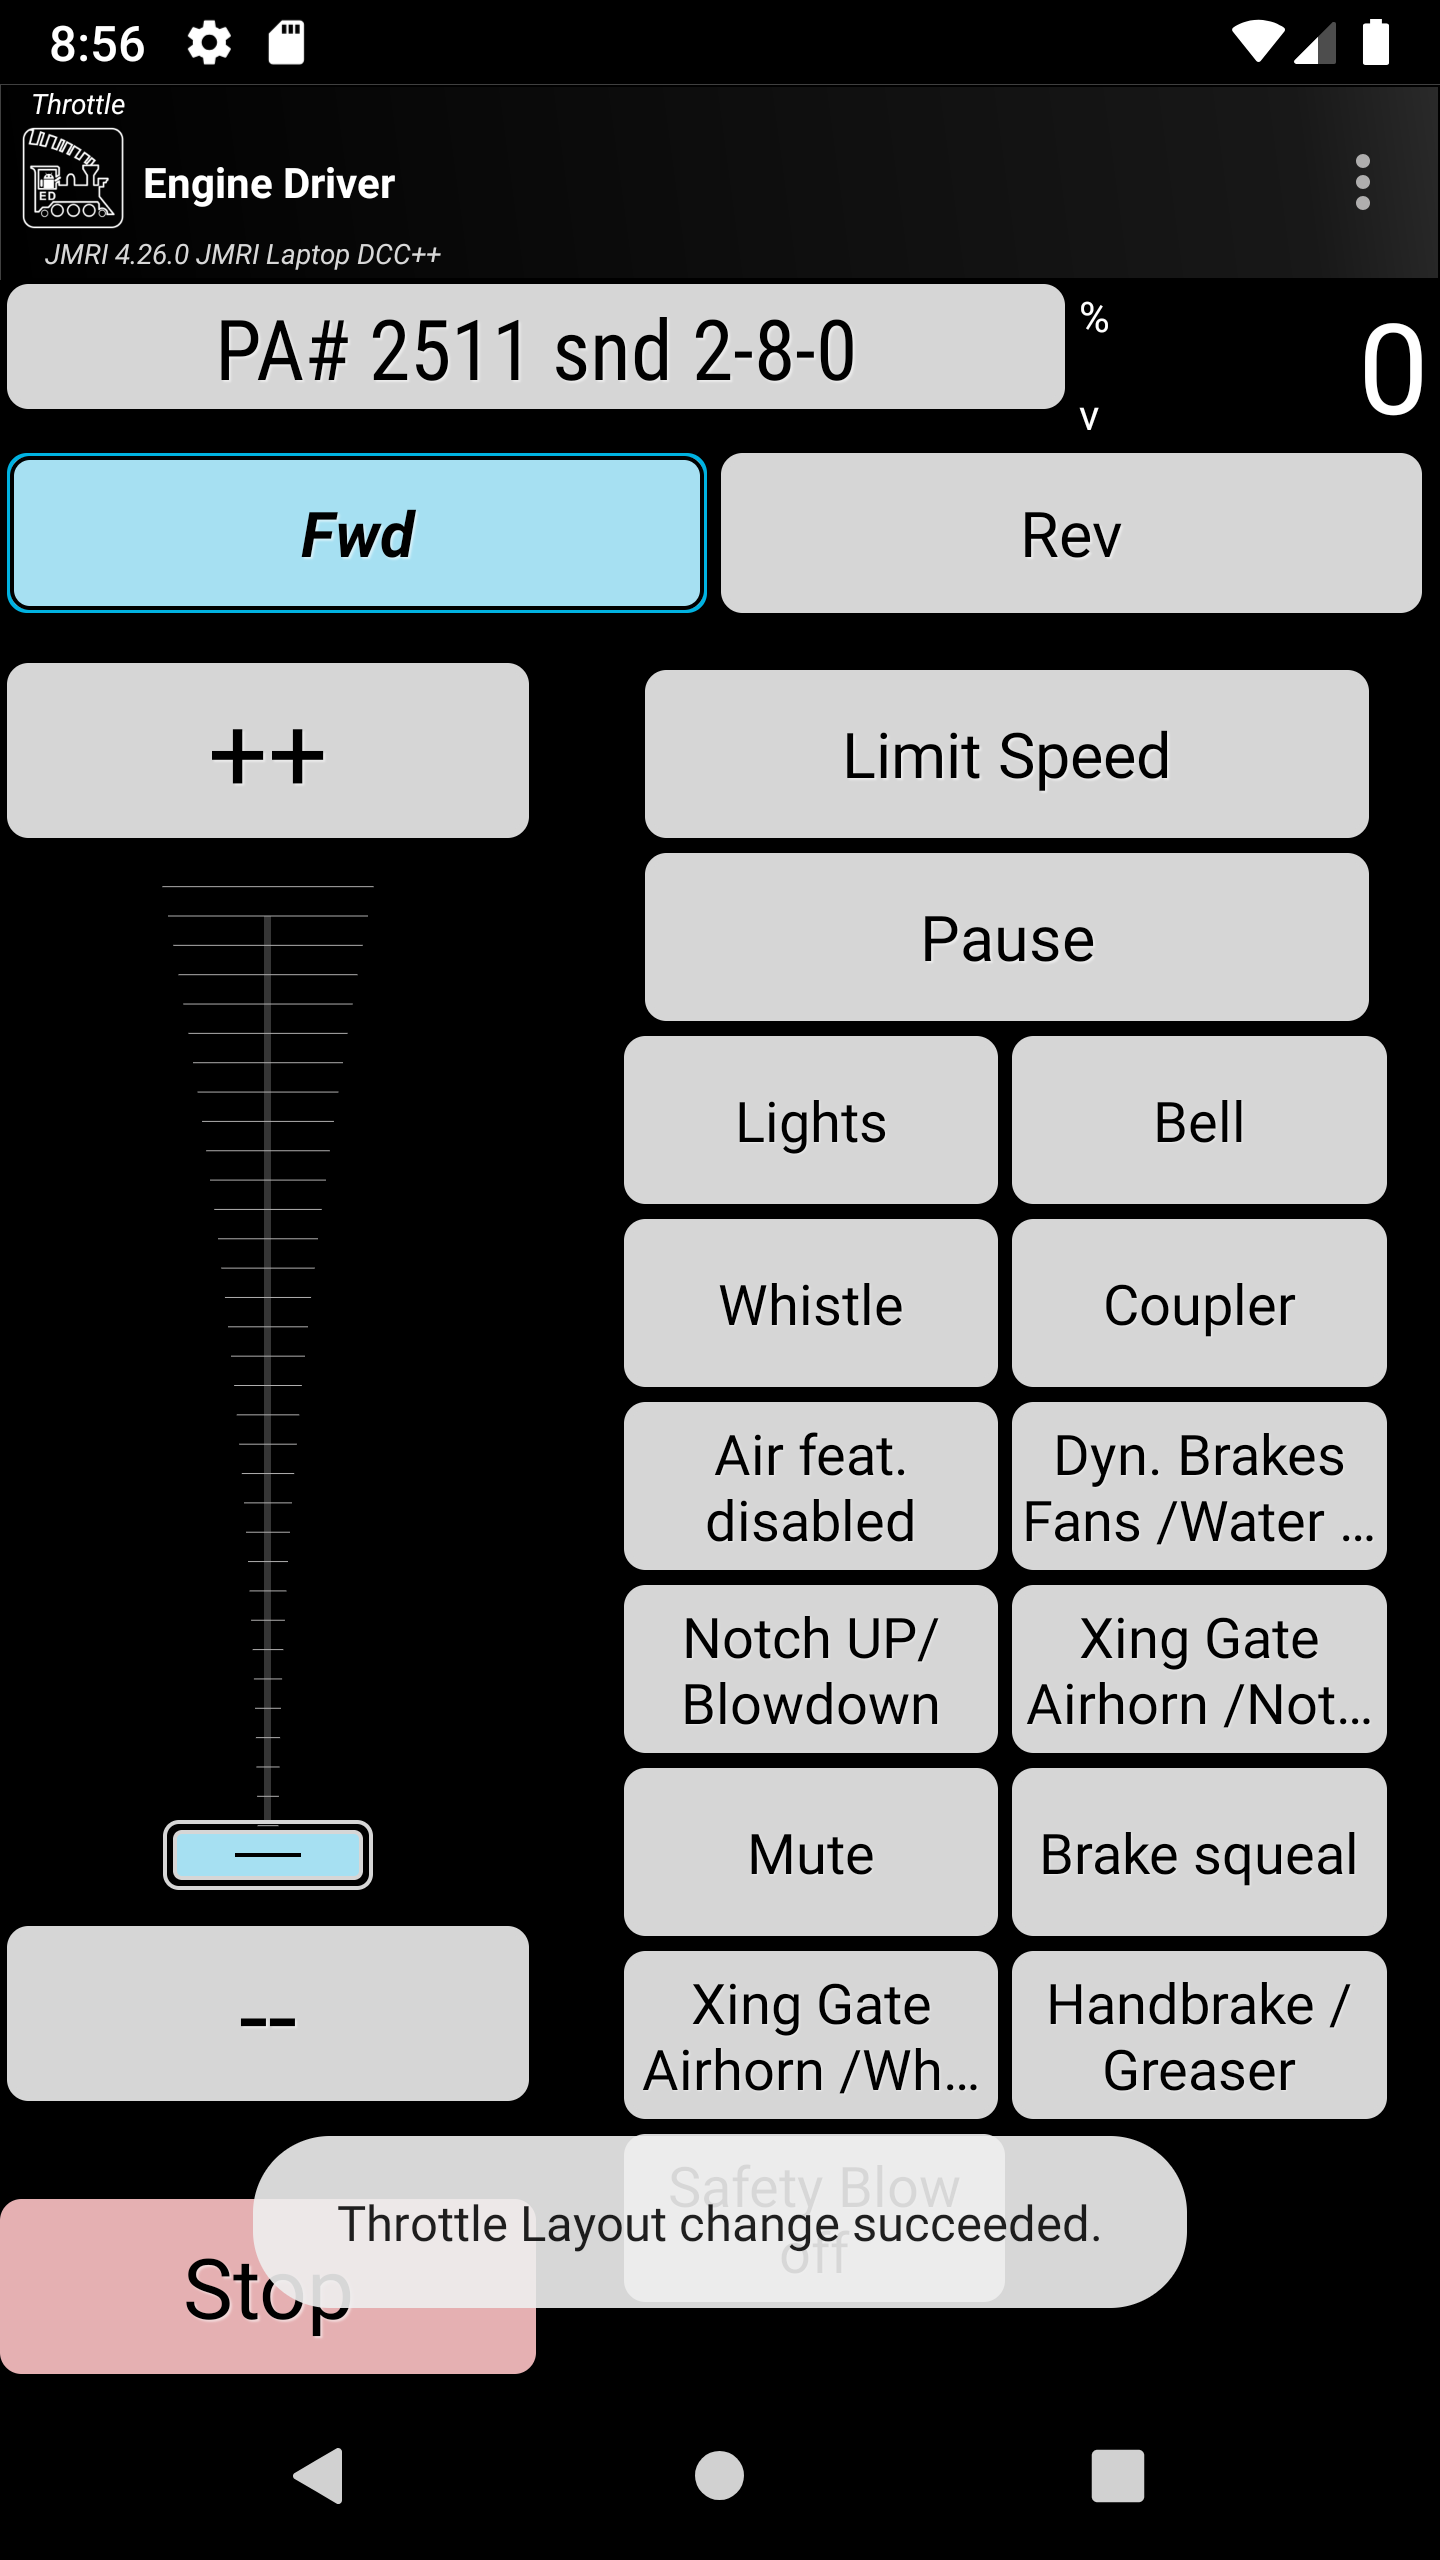 8:56
Throttle
ED
Engine Driver
JMRI 4.26.0 JMRI Laptop DCC++
PA# 2511 snd 2-8-0
%
v
0
Fwd
Rev
++
Limit Speed
Pause
Lights
Bell
Whistle
Coupler
Air feat.
disabled
Dyn. Brakes
Fans /Water ...
Notch UP/
Blowdown
Xing Gate
Airhorn /Not...
Mute
Brake squeal
--
Xing Gate
Airhorn /Wh...
Handbrake /
Greaser
Safety Blow
off
Throttle Layout change succeeded.
Stop